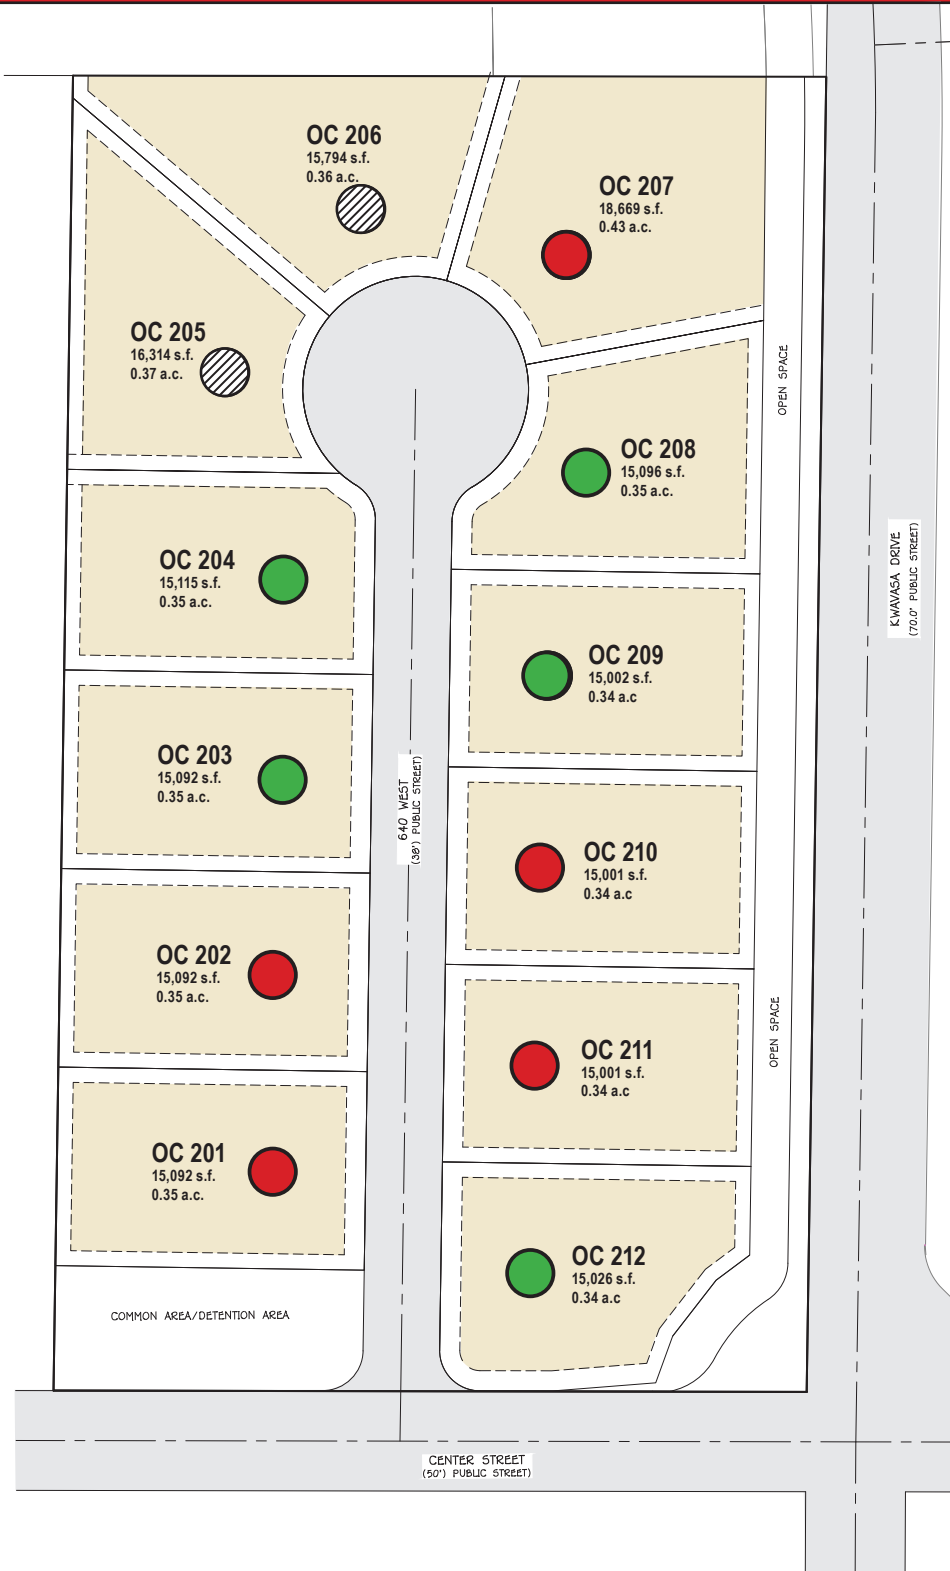 OC 206
15,794 s.f.
0.36 a.c.
OC 207
18,669 s.f.
0.43 a.c.
OC 205
16,314 s.f.
0.37 a.c.
OPEN SPACE
OC 208
15,096 s.f.
0.35 a.c.
OC 204
15,115 s.f.
0.35 a.c.
KWAVASA DRIVE
(70.0' PUBLIC STREET)
OC 209
15,002 s.f.
0.34 a.c
OC 203
15,092 s.f.
0.35 a.c.
640 WEST
(38') PUBLIC STREET)
OC 210
15,001 s.f.
0.34 a.c
OC 202
15,092 s.f.
0.35 a.c.
OPEN SPACE
OC 211
15,001 s.f.
0.34 a.c
OC 201
15,092 s.f.
0.35 a.c.
OC 212
15,026 s.f.
0.34 a.c
COMMON AREA/DETENTION AREA
CENTER STREET
(50') PUBLIC STREET)